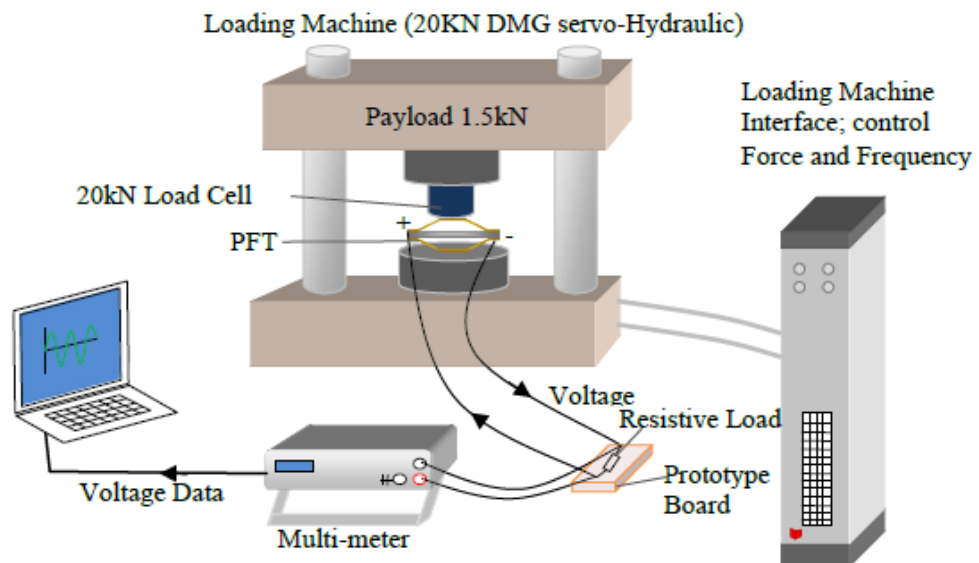 Loading Machine (20KN DMG servo-Hydraulic)
Payload 1.5kN
Loading Machine
Interface; control
Force and Frequency
20kN Load Cell
+
PFT
-
Voltage
Resistive Load
Prototype
Board
Voltage Data
Multi-meter